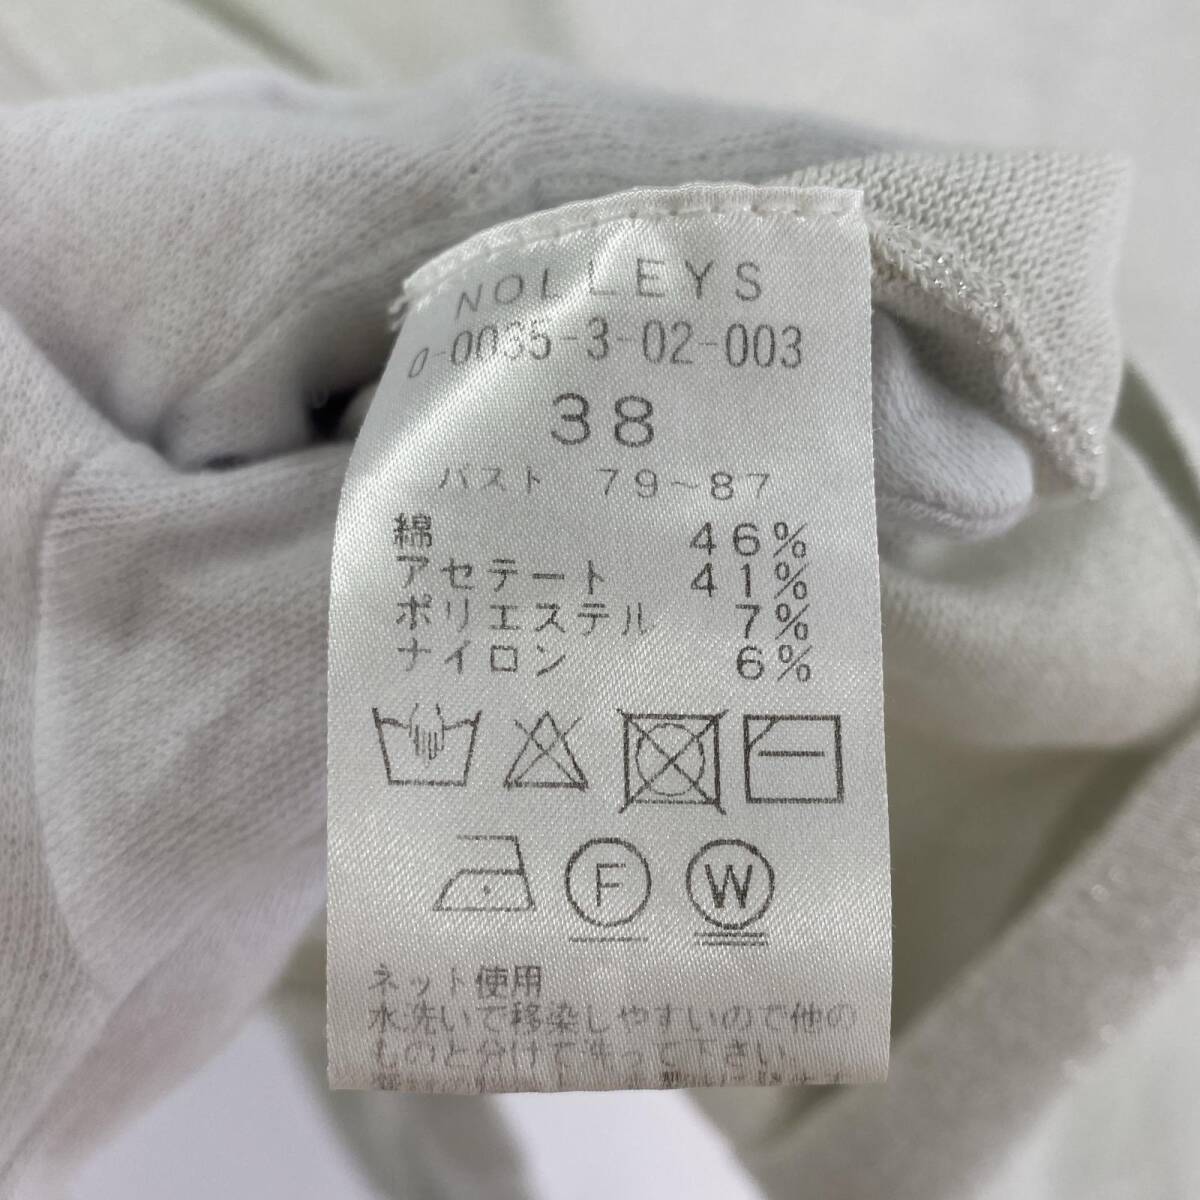 NOLLEYS
0-0035-3-02-003
38
バスト 79~87
綿 46%
アセテート 41%
ポリエステル 7%
ナイロン 6%
F W
ネット使用
水洗いで移染しやすいので他の
ものと分けて洗って下さい